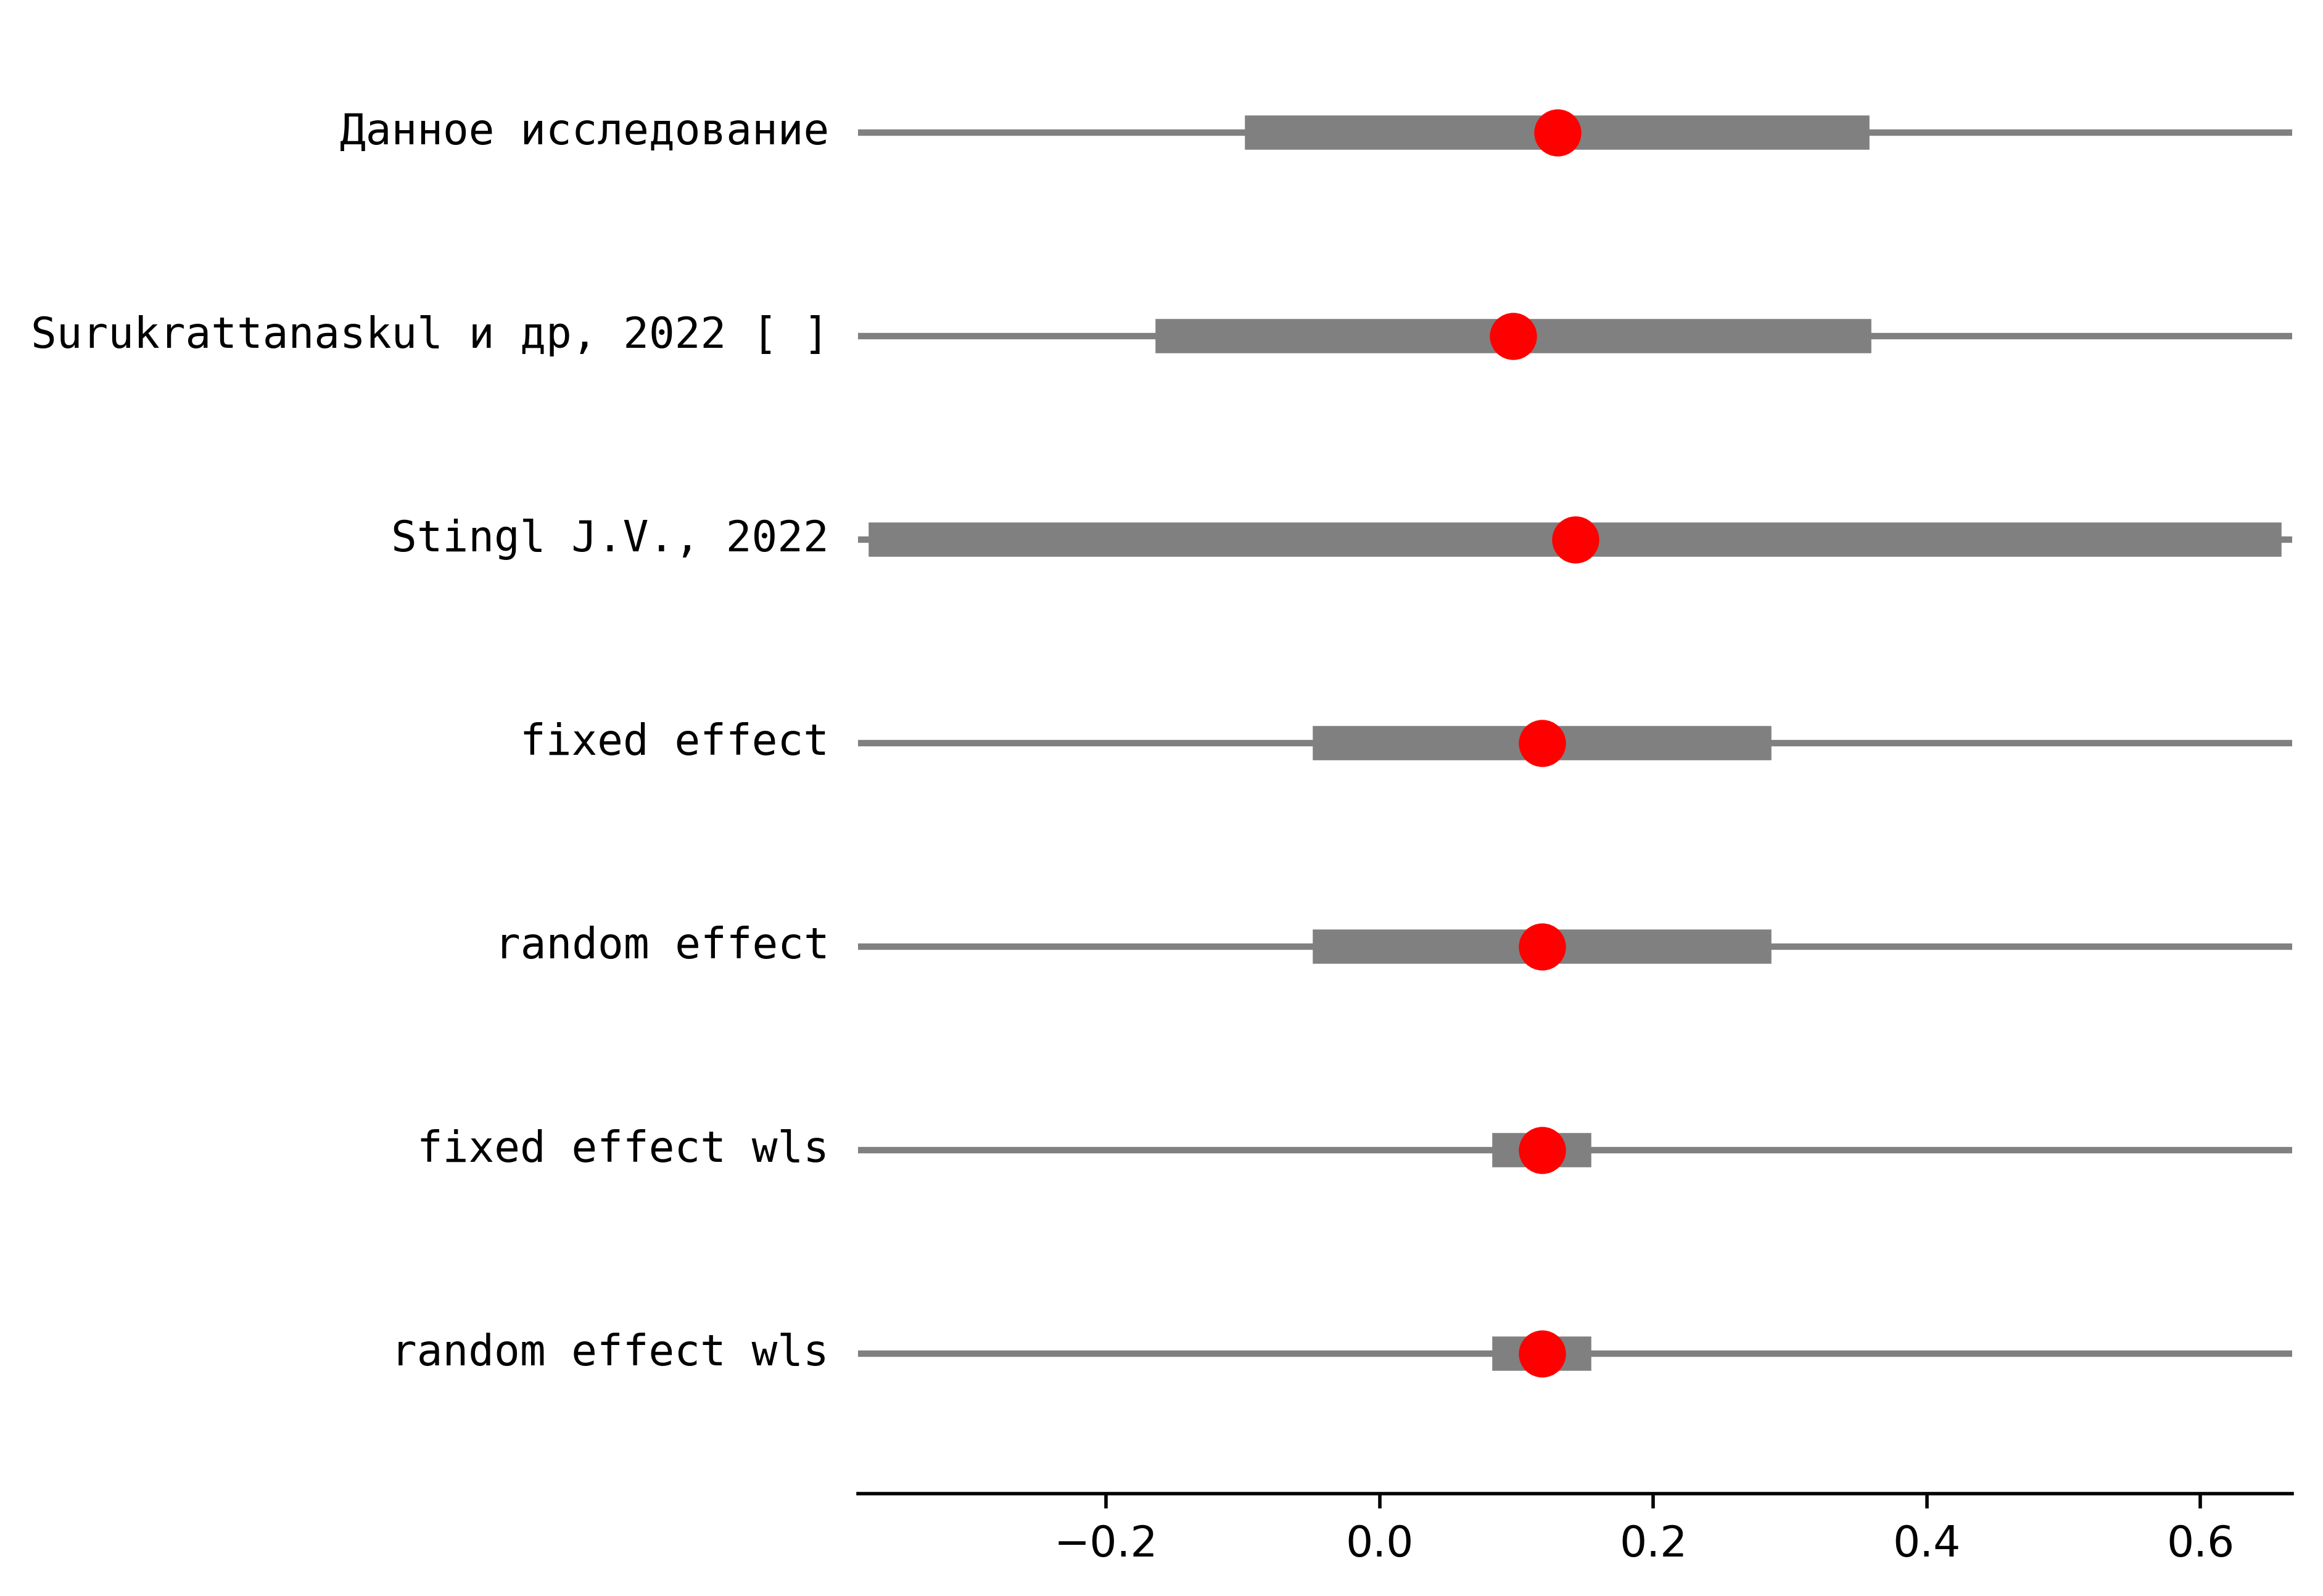 Данное исследование
Surukrattanaskul и др, 2022 [ ]
Stingl J.V., 2022
fixed effect
random effect
fixed effect wls
random effect wls
−0.2 0.0 0.2 0.4 0.6